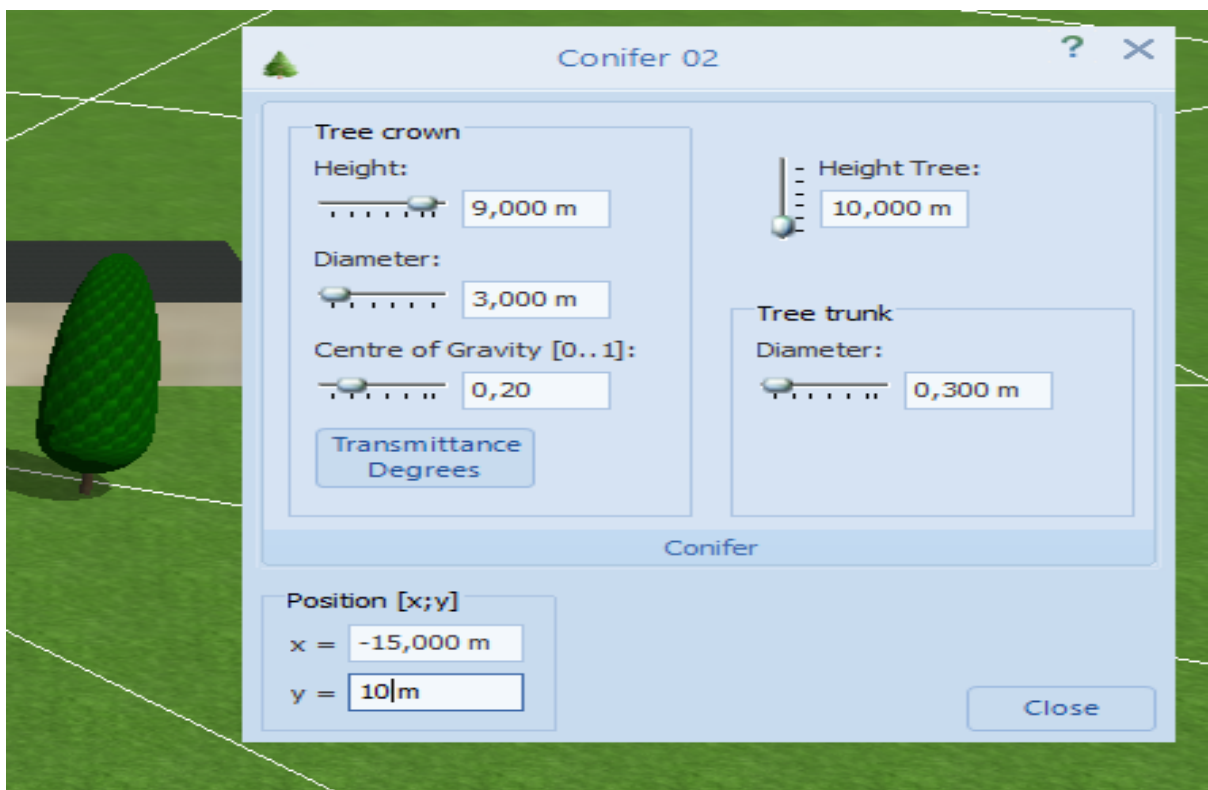 Conifer 02
?
Tree crown
Height:
9,000 m
Diameter:
3,000 m
Centre of Gravity [0..1]:
0,20
Transmittance
Degrees
Height Tree:
10,000 m
Tree trunk
Diameter:
0,300 m
Conifer
Position [x;y]
x = -15,000 m
y = 10 m
Close